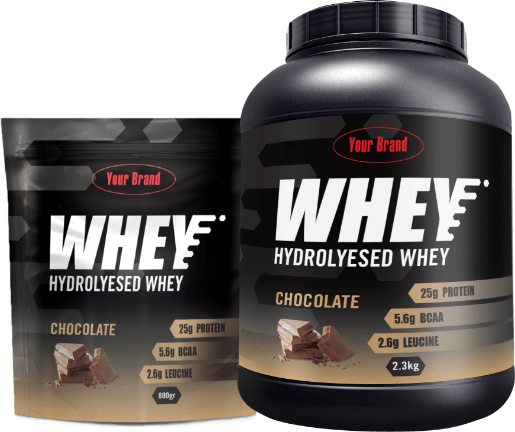 Your Brand
WHEY
HYDROLYESED WHEY
CHOCOLATE
25g PROTEIN
5.6g BCAA
2.6g LEUCINE
800gr
Your Brand
WHEY
HYDROLYESED WHEY
CHOCOLATE
25g PROTEIN
5.6g BCAA
2.6g LEUCINE
2.3kg